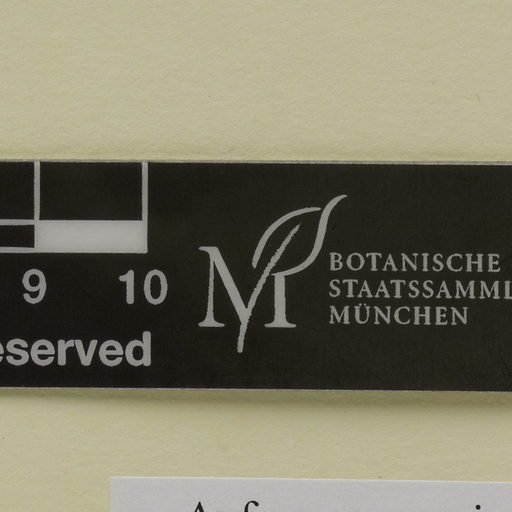 9 10
eserved
BOTANISCHE
STAATSSAMML
MÜNCHEN